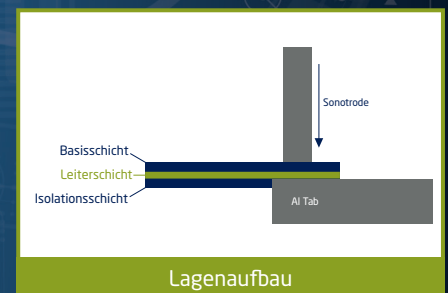 Sonotrode
Basisschicht
Leiterschicht
Isolationsschicht
Al Tab
Lagenaufbau